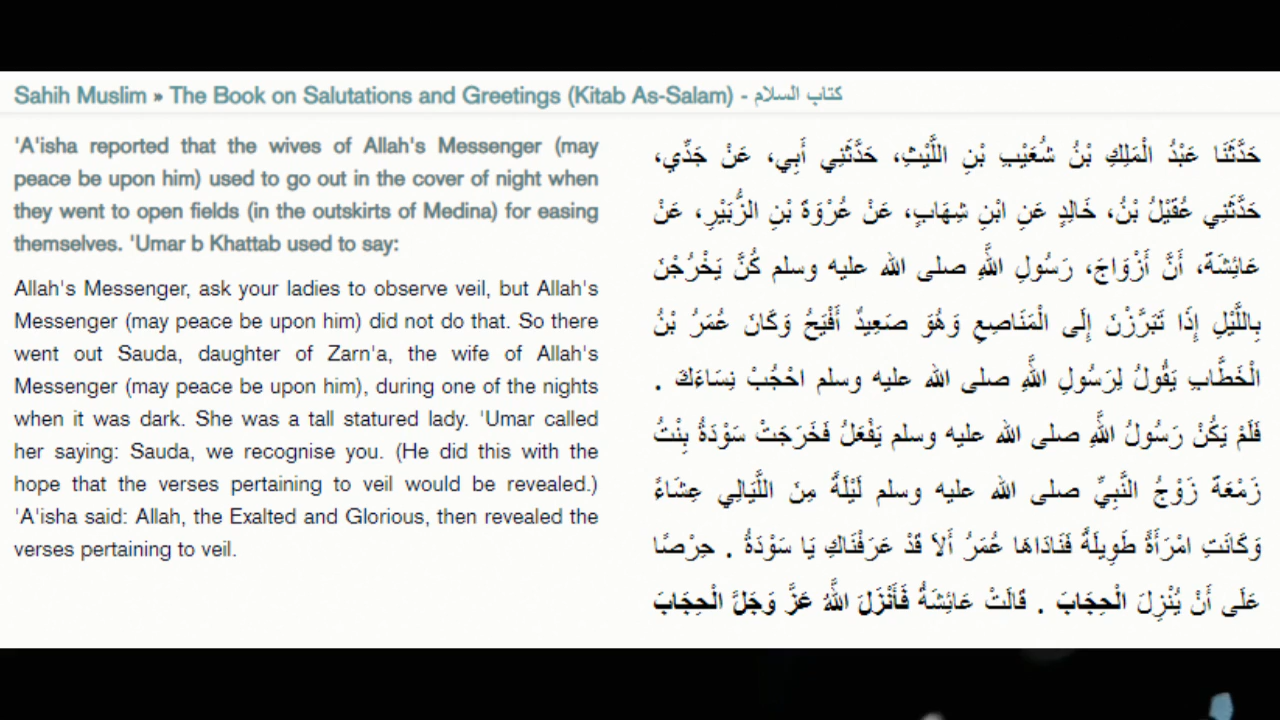 Sahih Muslim » The Book on Salutations and Greetings (Kitab As-Salam) - كتاب السلام
'A'isha reported that the wives of Allah's Messenger (may
peace be upon him) used to go out in the cover of night when
they went to open fields (in the outskirts of Medina) for easing
themselves. 'Umar b Khattab used to say:
Allah's Messenger, ask your ladies to observe veil, but Allah's
Messenger (may peace be upon him) did not do that. So there
went out Sauda, daughter of Zarn'a, the wife of Allah's
Messenger (may peace be upon him), during one of the nights
when it was dark. She was a tall statured lady. 'Umar called
her saying: Sauda, we recognise you. (He did this with the
hope that the verses pertaining to veil would be revealed.)
'A'isha said: Allah, the Exalted and Glorious, then revealed the
verses pertaining to veil.
حَدَّثَنَا عَبْدُ الْمَلِكِ بْنُ شُعَيْبِ بْنِ اللَّيْثِ، حَدَّثَنِي أَبِي، عَنْ جَدِّي،
حَدَّثَنِي عُقَيْلُ بْنُ، خَالِدٍ عَنِ ابْنِ شِهَابٍ، عَنْ عُرْوَةَ بْنِ الزُّبَيْرِ، عَنْ
عَائِشَةَ، أَنَّ أَزْوَاجَ، رَسُولِ اللَّهِ صلى الله عليه وسلم كُنَّ يَخْرُجْنَ
بِاللَّيْلِ إِذَا تَبَرَّزْنَ إِلَى الْمَنَاصِعِ وَهُوَ صَعِيدٌ أَفْيَحُ وَكَانَ عُمَرُ بْنُ
الْخَطَّابِ يَقُولُ لِرَسُولِ اللَّهِ صلى الله عليه وسلم احْجُبْ نِسَاءَكَ .
فَلَمْ يَكُنْ رَسُولُ اللَّهِ صلى الله عليه وسلم يَفْعَلُ فَخَرَجَتْ سَوْدَةُ بِنْتُ
زَمْعَةَ زَوْجُ النَّبِيِّ صلى الله عليه وسلم لَيْلَةً مِنَ اللَّيَالِي عِشَاءً
وَكَانَتِ امْرَأَةً طَوِيلَةً فَنَادَاهَا عُمَرُ أَلاَ قَدْ عَرَفْنَاكِ يَا سَوْدَةُ . حِرْصًا
عَلَى أَنْ يُنْزِلَ الْحِجَابَ . قَالَتْ عَائِشَةُ فَأَنْزَلَ اللَّهُ عَزَّ وَجَلَّ الْحِجَابَ